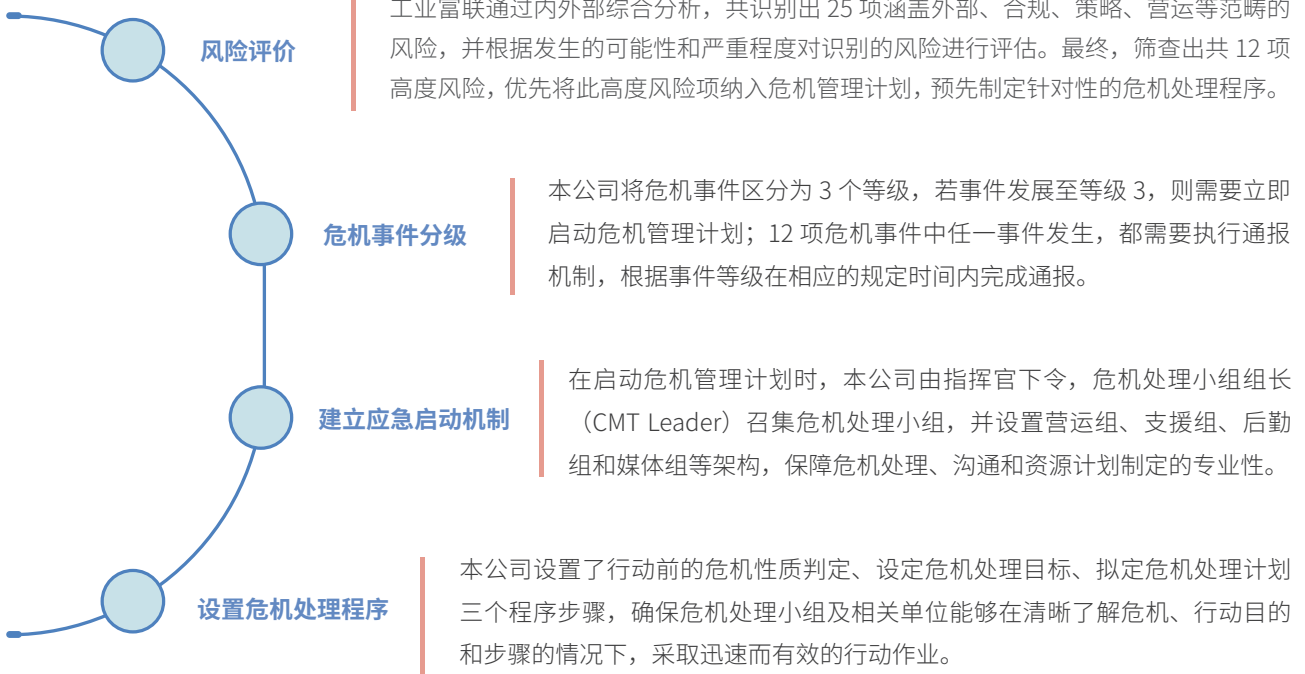 风险评价
工业富联通过内外部综合分析，共识别出 25 项涵盖外部、合规、策略、营运等范畴的
风险，并根据发生的可能性和严重程度对识别的风险进行评估。最终，筛查出共 12 项
高度风险，优先将此高度风险项纳入危机管理计划，预先制定针对性的危机处理程序。
危机事件分级
本公司将危机事件区分为 3 个等级，若事件发展至等级 3，则需要立即
启动危机管理计划；12 项危机事件中任一事件发生，都需要执行通报
机制，根据事件等级在相应的规定时间内完成通报。
建立应急启动机制
在启动危机管理计划时，本公司由指挥官下令，危机处理小组组长
（CMT Leader）召集危机处理小组，并设置营运组、支援组、后勤
组和媒体组等架构，保障危机处理、沟通和资源计划制定的专业性。
设置危机处理程序
本公司设置了行动前的危机性质判定、设定危机处理目标、拟定危机处理计划
三个程序步骤，确保危机处理小组及相关单位能够在清晰了解危机、行动目的
和步骤的情况下，采取迅速而有效的行动作业。